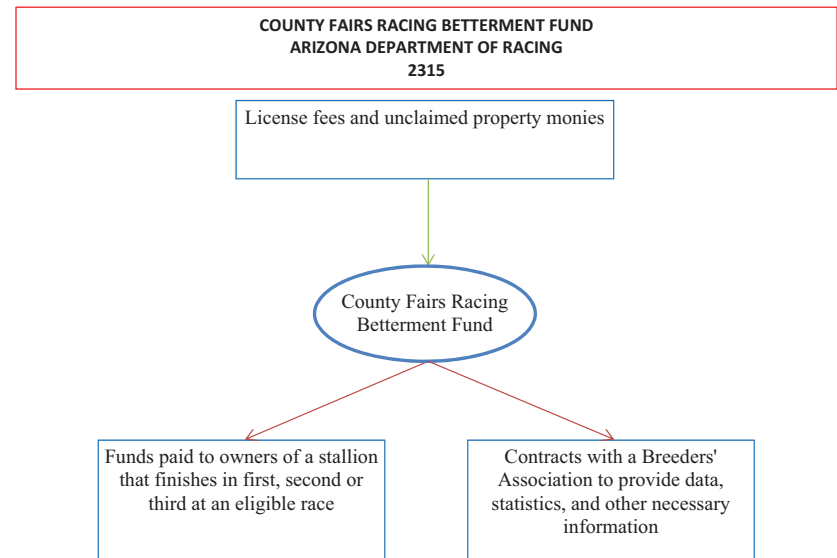 COUNTY FAIRS RACING BETTERMENT FUND
ARIZONA DEPARTMENT OF RACING
2315
License fees and unclaimed property monies
County Fairs Racing
Betterment Fund
Funds paid to owners of a stallion
that finishes in first, second or
third at an eligible race
Contracts with a Breeders'
Association to provide data,
statistics, and other necessary
information